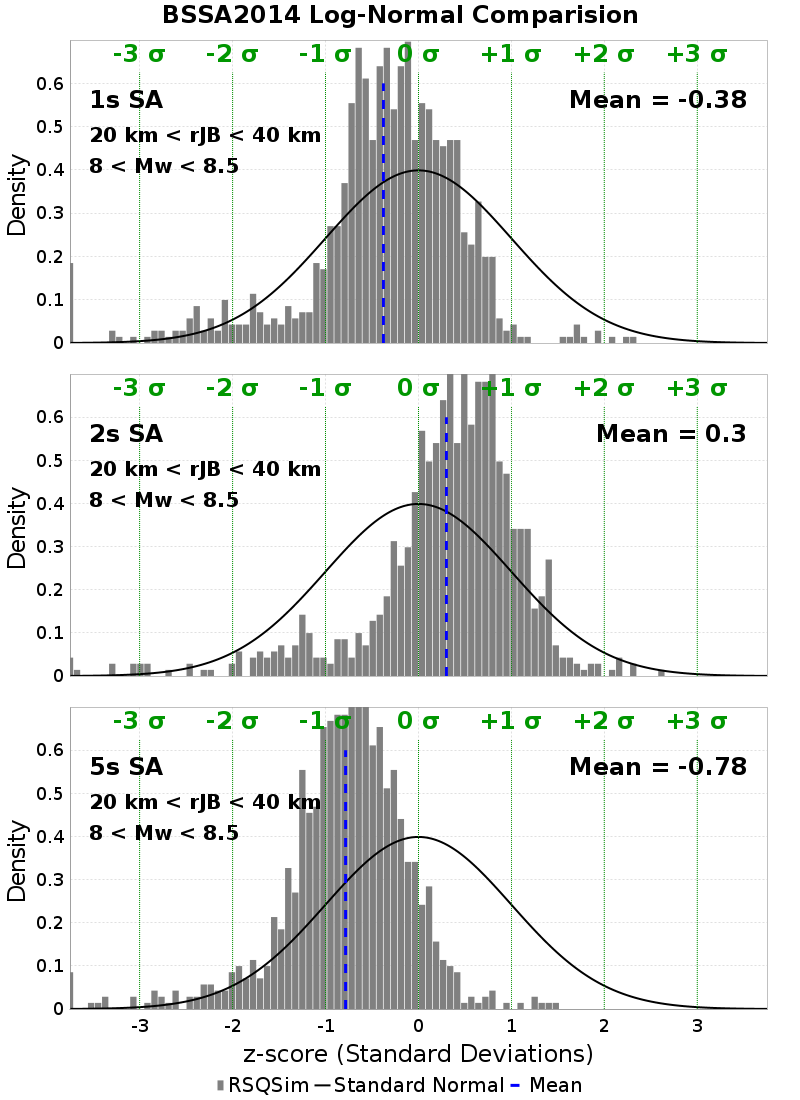 BSSA2014 Log-Normal Comparision
-3 σ -2 σ -1 σ 0 σ +1 σ +2 σ +3 σ
1s SA
Mean = -0.38
20 km < rJB < 40 km
8 < Mw < 8.5
0.6
0.5
0.4
0.3
0.2
0.1
0
Density
-3 σ -2 σ -1 σ 0 σ +1 σ +2 σ +3 σ
2s SA
Mean = 0.3
20 km < rJB < 40 km
8 < Mw < 8.5
0.6
0.5
0.4
0.3
0.2
0.1
0
Density
-3 σ -2 σ -1 σ 0 σ +1 σ +2 σ +3 σ
5s SA
Mean = -0.78
20 km < rJB < 40 km
8 < Mw < 8.5
0.6
0.5
0.4
0.3
0.2
0.1
0
Density
-3 -2 -1 0 1 2 3
z-score (Standard Deviations)
RSQSim Standard Normal Mean